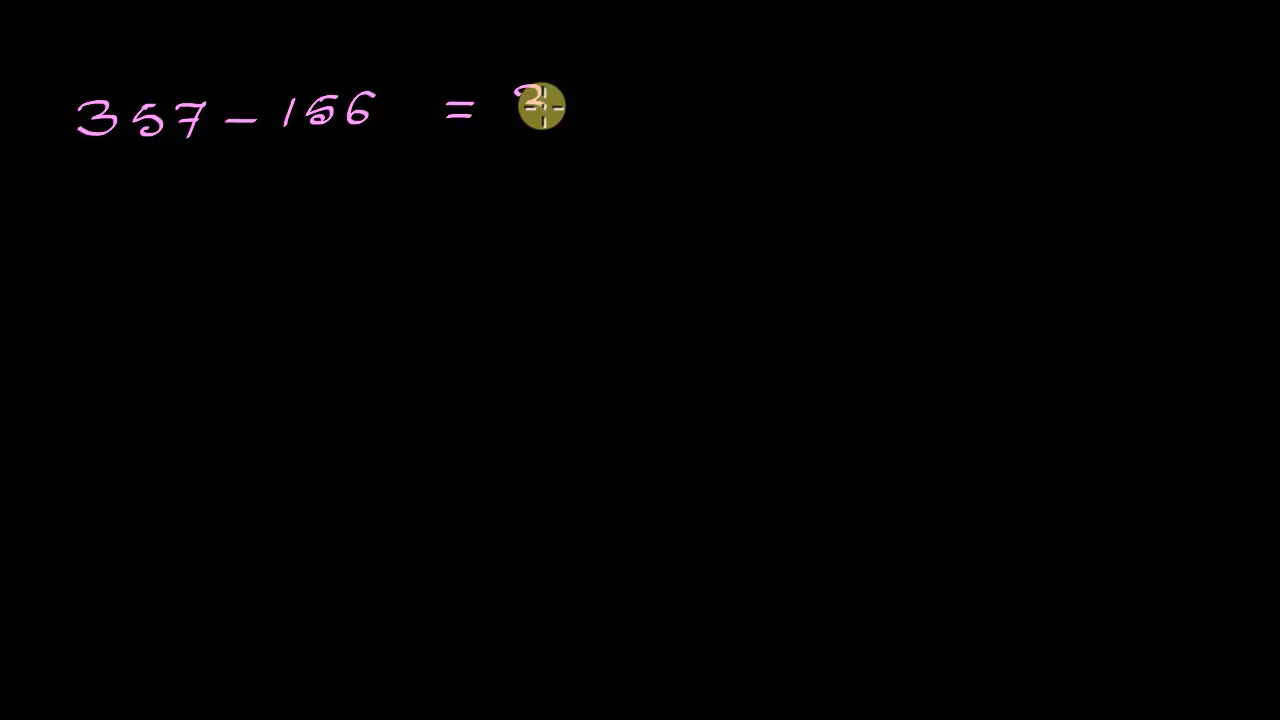 357 - 156 =